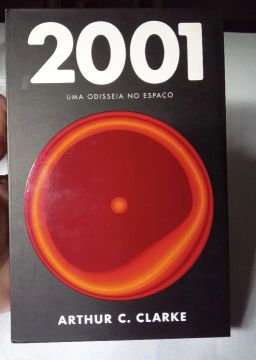 2001
UMA ODISSEIA NO ESPAÇO
ARTHUR C. CLARKE